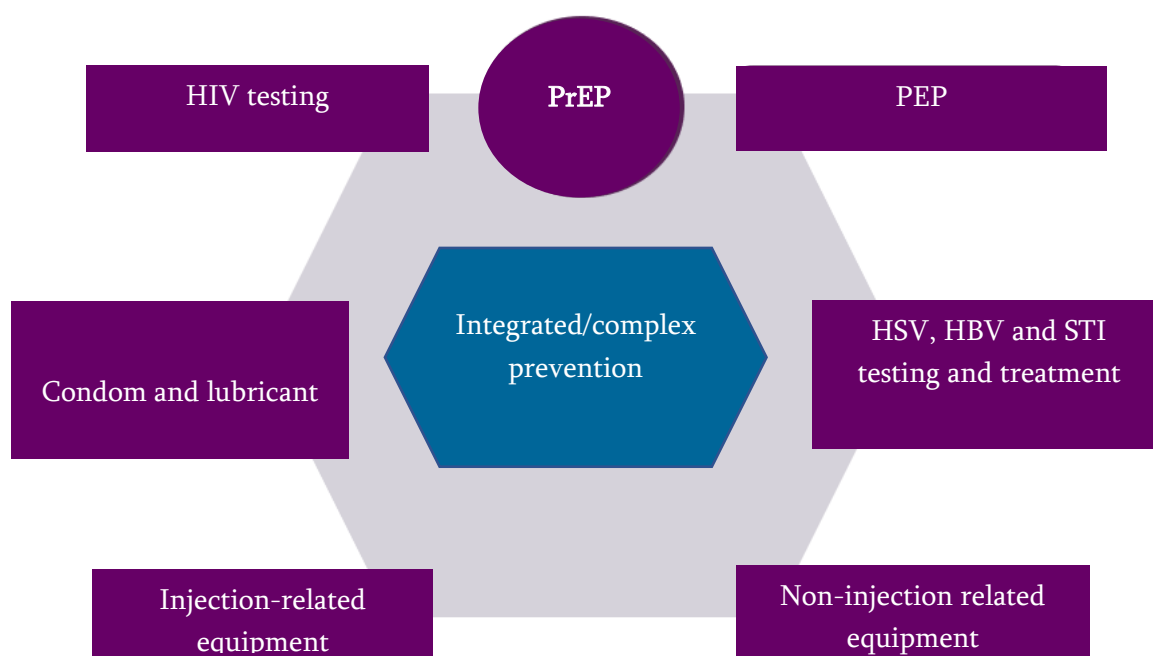 HIV testing
PrEP
PEP
Integrated/complex
prevention
Condom and lubricant
HSV, HBV and STI
testing and treatment
Injection-related
equipment
Non-injection related
equipment